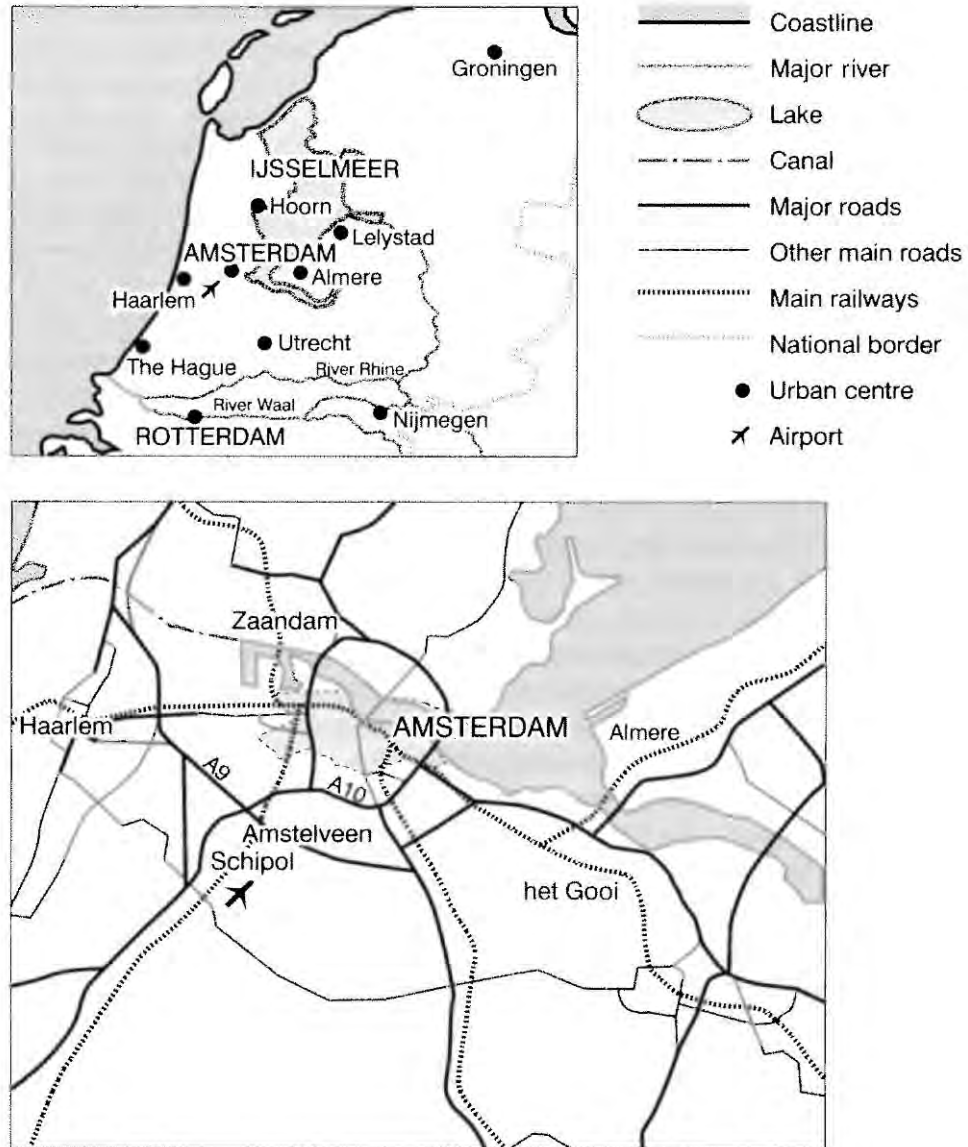 Groningen
IJSSELMEER
Hoorn
Lelystad
AMSTERDAM
Almere
Haarlem
Utrecht
The Hague
River Rhine
River Waal
Nijmegen
ROTTERDAM
Coastline
Major river
Lake
Canal
Major roads
Other main roads
Main railways
National border
Urban centre
Airport
Zaandam
Haarlem
AMSTERDAM
Almere
A9
A10
Amstelveen
Schipol
het Gooi